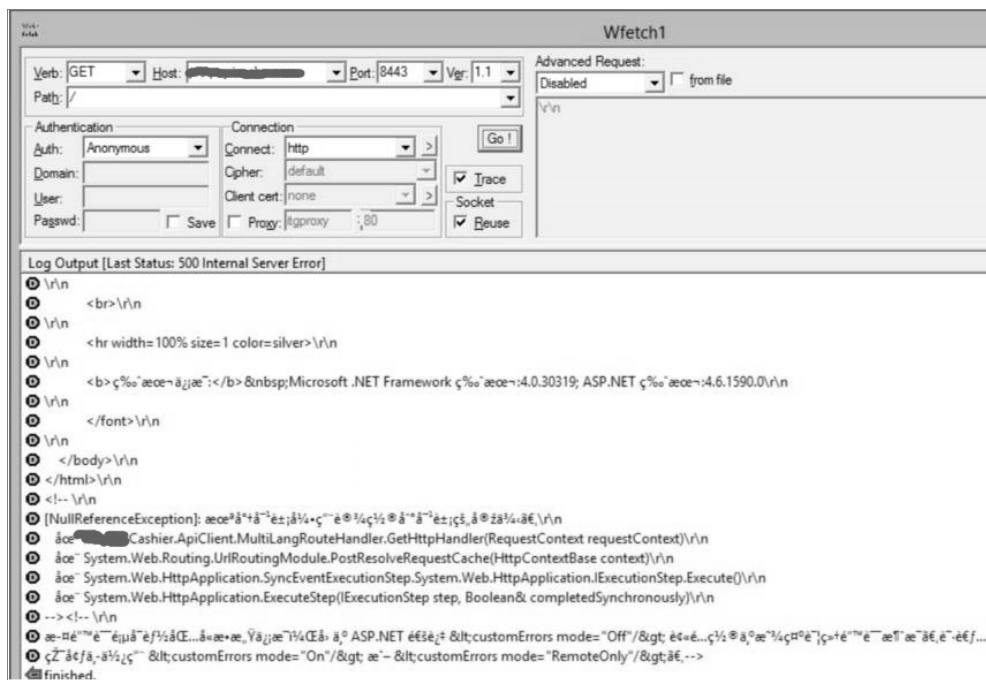 Wfetch1
Verb: GET Host: Port: 8443 Ver: 1.1
Path: /
Advanced Request:
Disabled from file
\r\n
Authentication
Auth: Anonymous
Domain:
User:
Passwd: Save
Connection
Connect: http >
Cipher: default
Client cert: none >
Proxy: itgproxy :80
Go !
Trace
Socket
Reuse
Log Output [Last Status: 500 Internal Server Error]
\r\n
<br>\r\n
\r\n
<hr width=100% size=1 color=silver>\r\n
\r\n
<b> </b>&nbsp;Microsoft .NET Framework :4.0.30319; ASP.NET :4.6.1590.0\r\n
\r\n
</font>\r\n
\r\n
</body>\r\n
</html>\r\n
<!-- \r\n
[NullReferenceException]: \r\n
Cashier.ApiClient.MultiLangRouteHandler.GetHttpHandler(RequestContext requestContext)\r\n
System.Web.Routing.UrlRoutingModule.PostResolveRequestCache(HttpContextBase context)\r\n
System.Web.HttpApplication.SyncEventExecutionStep.System.Web.HttpApplication.IExecutionStep.Execute()\r\n
System.Web.HttpApplication.ExecuteStep(IExecutionStep step, Boolean& completedSynchronously)\r\n
--><!-- \r\n
ASP.NET &lt;customErrors mode="Off"/&gt;
&lt;customErrors mode="On"/&gt; &lt;customErrors mode="RemoteOnly"/&gt; -->
finished.